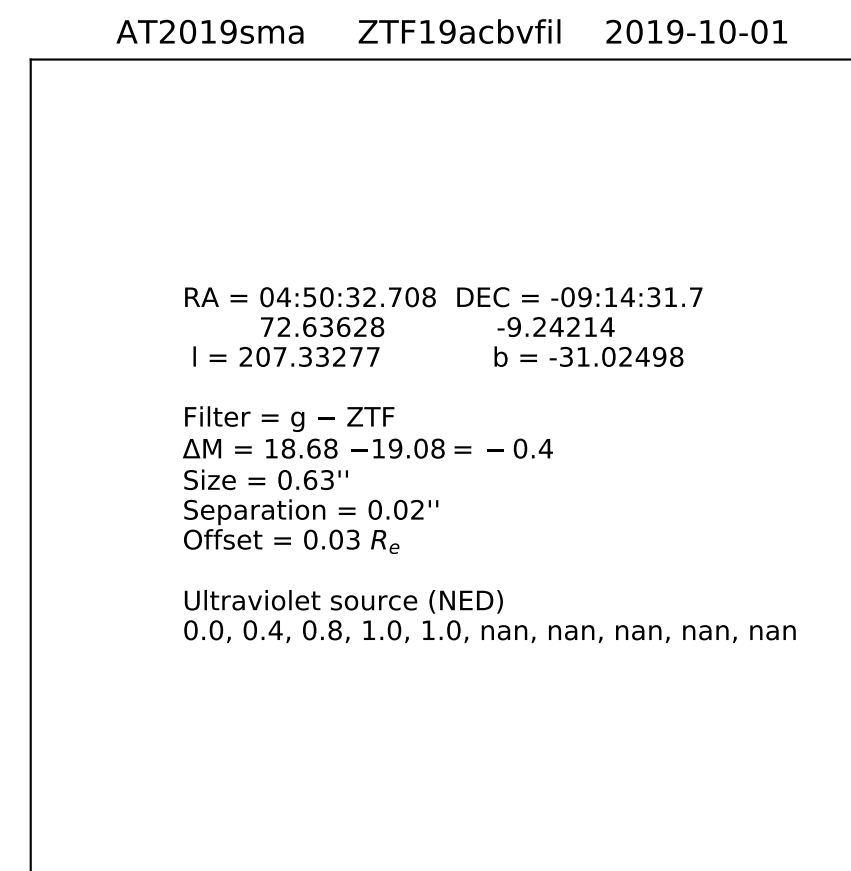 AT2019sma ZTF19acbvfil 2019-10-01
RA = 04:50:32.708 DEC = -09:14:31.7
72.63628 -9.24214
l = 207.33277 b = -31.02498
Filter = g − ZTF
ΔM = 18.68 −19.08 = − 0.4
Size = 0.63''
Separation = 0.02''
Offset = 0.03 Re
Ultraviolet source (NED)
0.0, 0.4, 0.8, 1.0, 1.0, nan, nan, nan, nan, nan